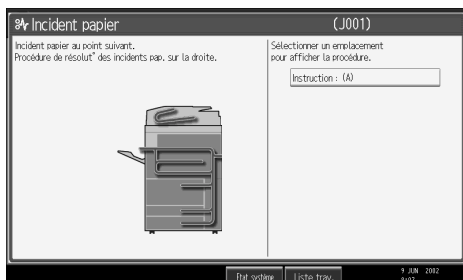 Incident papier (J001)
Incident papier au point suivant.
Procédure de résolut° des incidents pap. sur la droite.
Sélectionner un emplacement
pour afficher la procédure.
Instruction : (A)
Etat système Liste trav. 9 JUN 2002